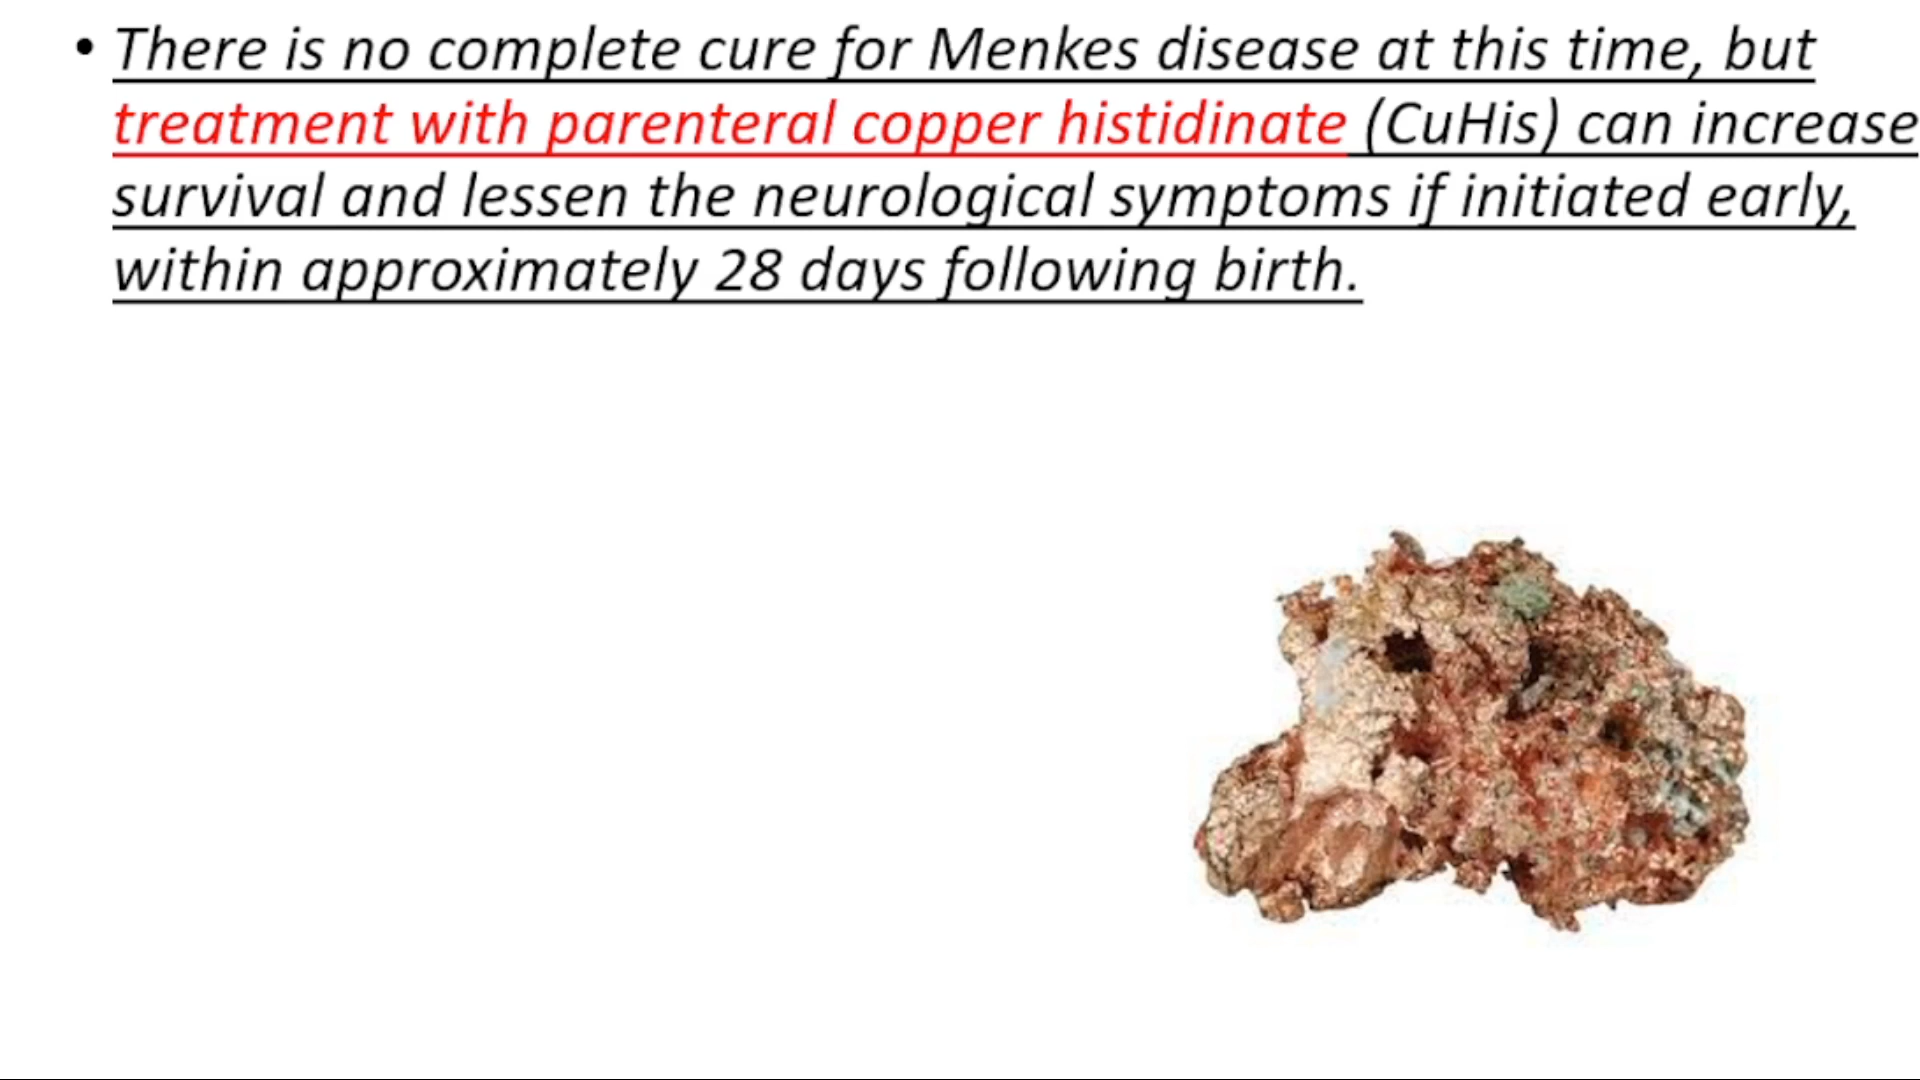 • There is no complete cure for Menkes disease at this time, but
treatment with parenteral copper histidinate (CuHis) can increase
survival and lessen the neurological symptoms if initiated early,
within approximately 28 days following birth.